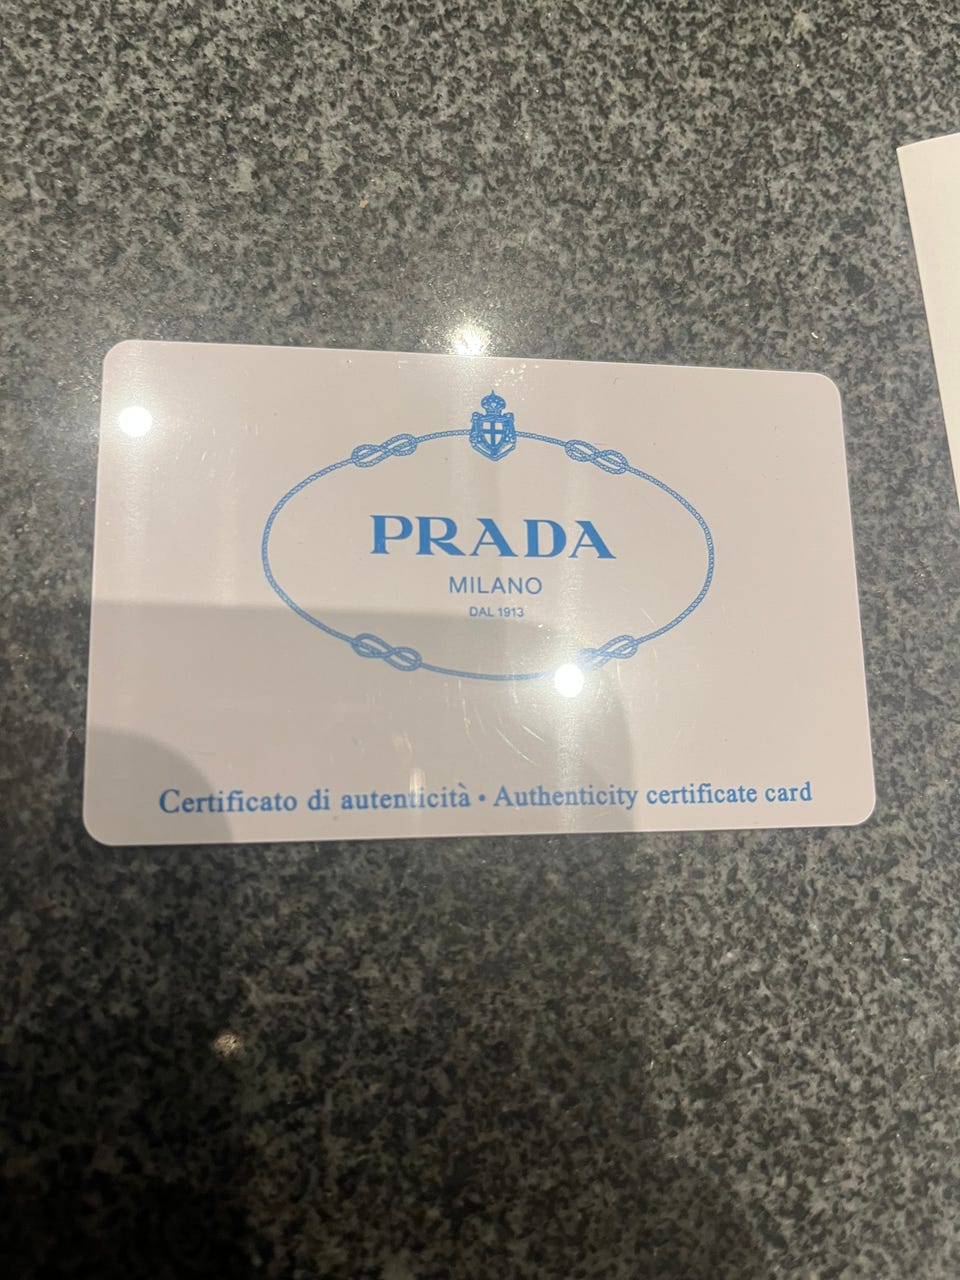 PRADA
MILANO
DAL 1913
Certificato di autenticità • Authenticity certificate card